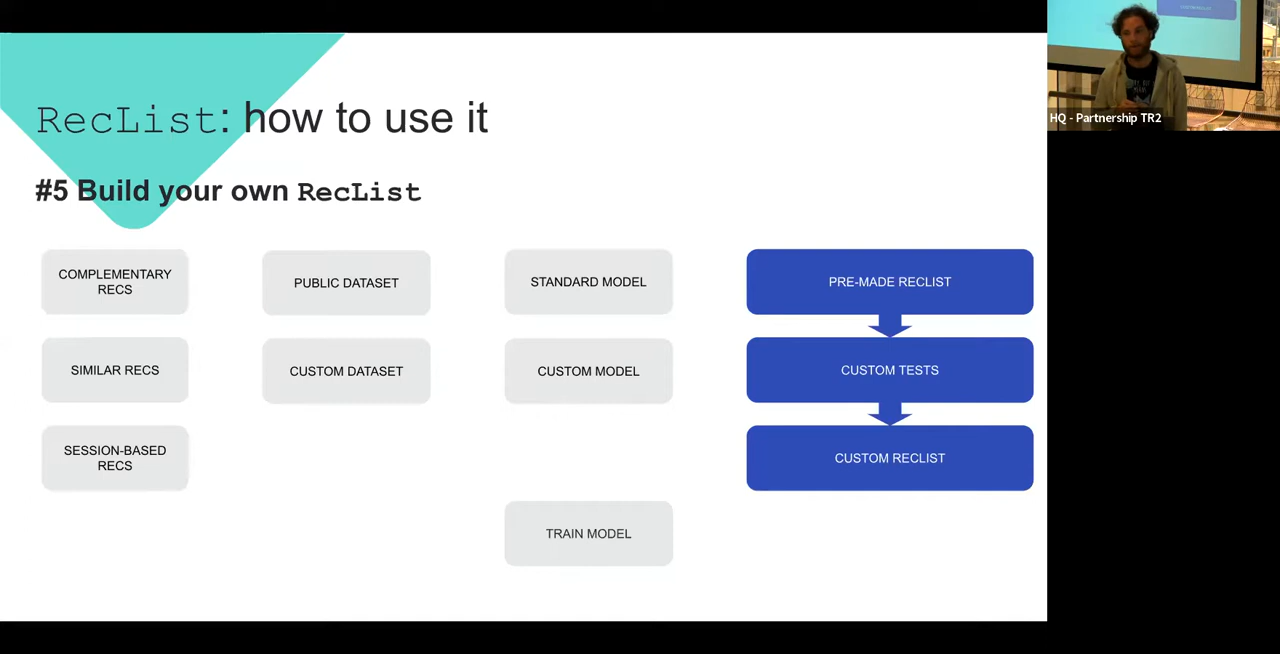 RecList: how to use it
#5 Build your own RecList
COMPLEMENTARY
RECS
PUBLIC DATASET
STANDARD MODEL
PRE-MADE RECLIST
SIMILAR RECS
CUSTOM DATASET
CUSTOM MODEL
CUSTOM TESTS
SESSION-BASED
RECS
CUSTOM RECLIST
TRAIN MODEL
HQ - Partnership TR2